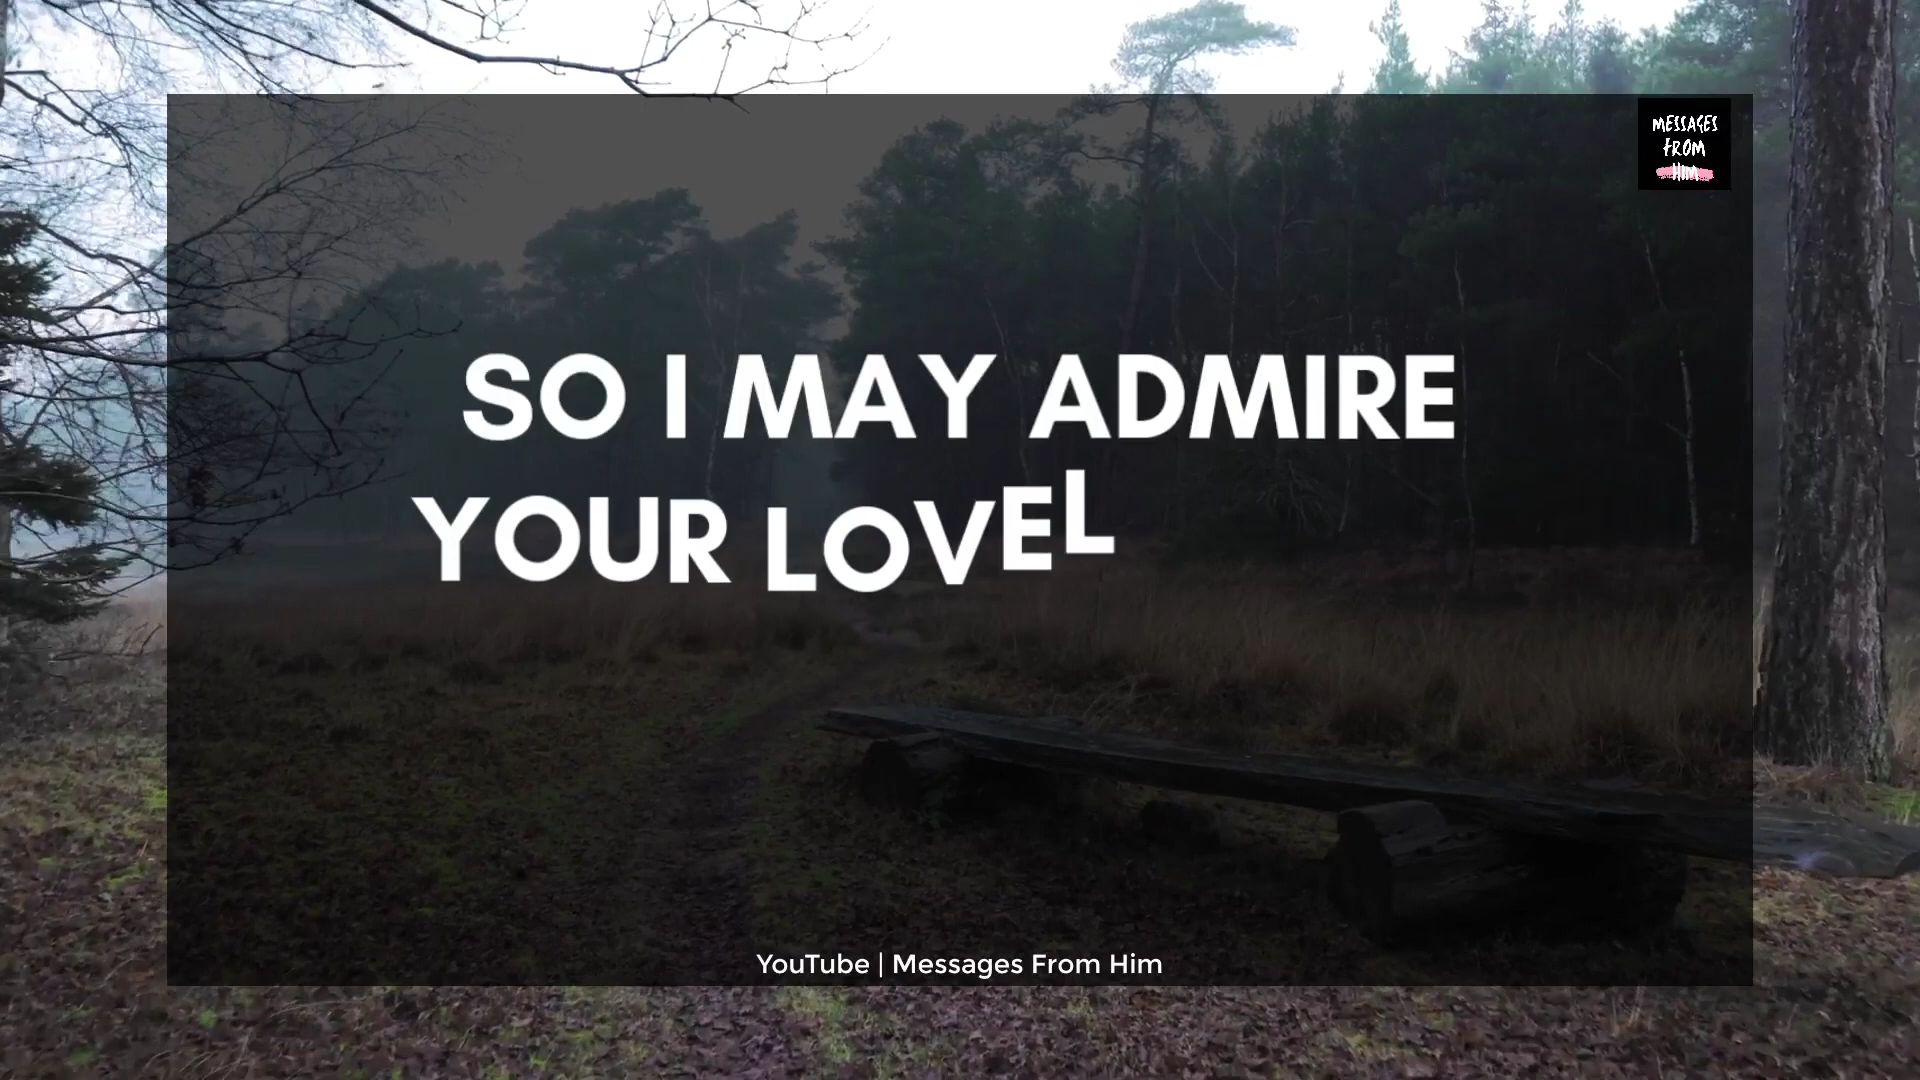 MESSAGES
FROM
HIM
SO I MAY ADMIRE
YOUR LOVEL
YouTube | Messages From Him